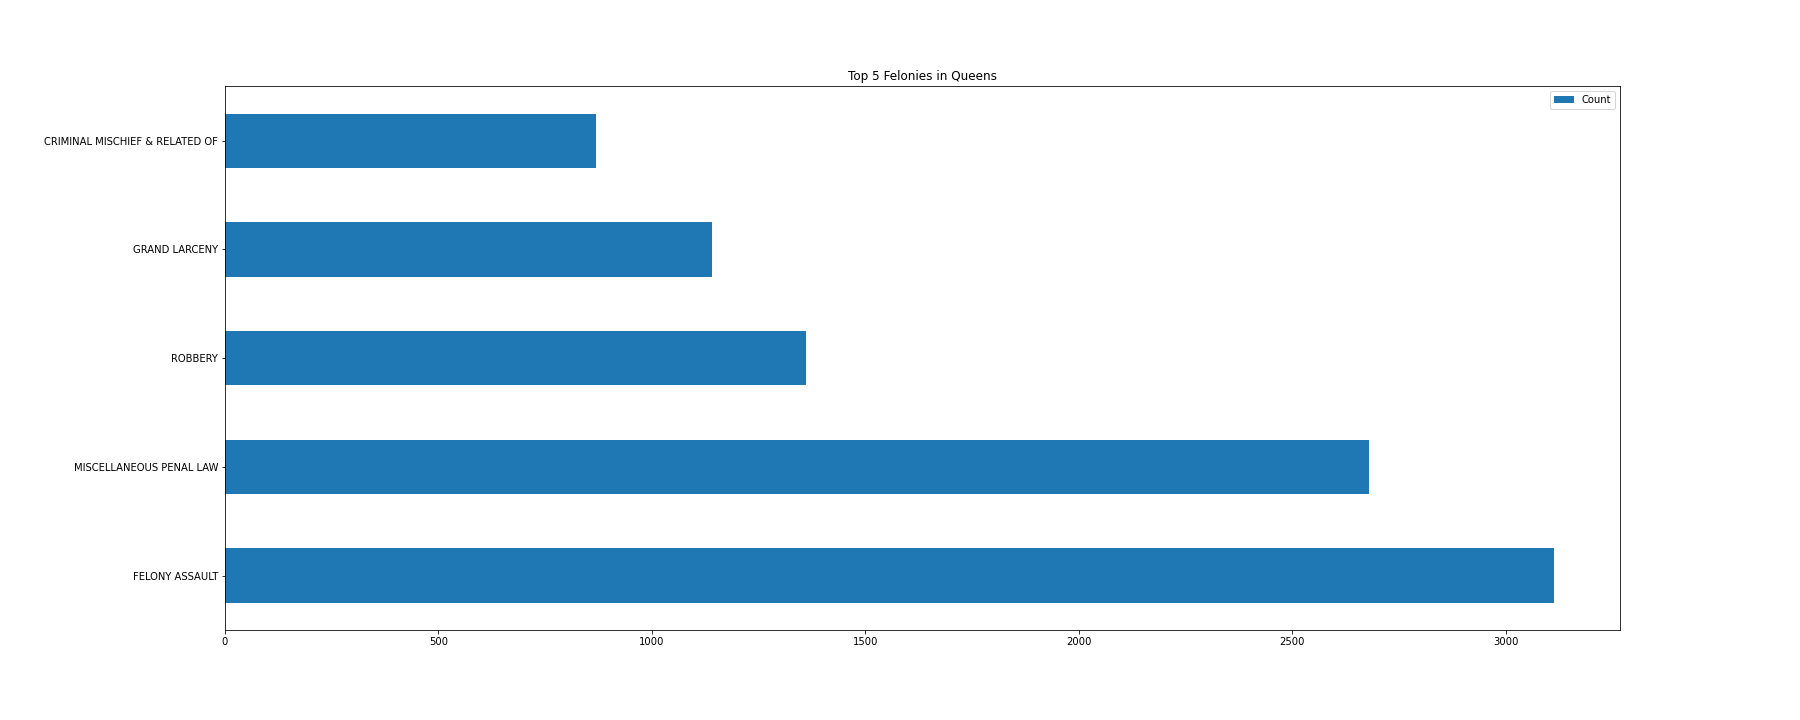 Top 5 Felonies in Queens
Count
CRIMINAL MISCHIEF & RELATED OF
GRAND LARCENY
ROBBERY
MISCELLANEOUS PENAL LAW
FELONY ASSAULT
0 500 1000 1500 2000 2500 3000